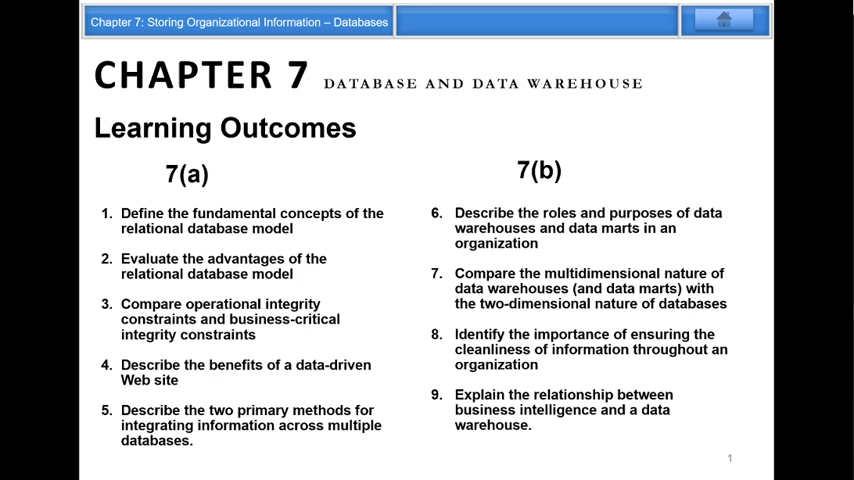 Chapter 7: Storing Organizational Information – Databases
CHAPTER 7 DATABASE AND DATA WAREHOUSE
Learning Outcomes
7(a)
1. Define the fundamental concepts of the
relational database model
2. Evaluate the advantages of the
relational database model
3. Compare operational integrity
constraints and business-critical
integrity constraints
4. Describe the benefits of a data-driven
Web site
5. Describe the two primary methods for
integrating information across multiple
databases.
7(b)
6. Describe the roles and purposes of data
warehouses and data marts in an
organization
7. Compare the multidimensional nature of
data warehouses (and data marts) with
the two-dimensional nature of databases
8. Identify the importance of ensuring the
cleanliness of information throughout an
organization
9. Explain the relationship between
business intelligence and a data
warehouse.
1